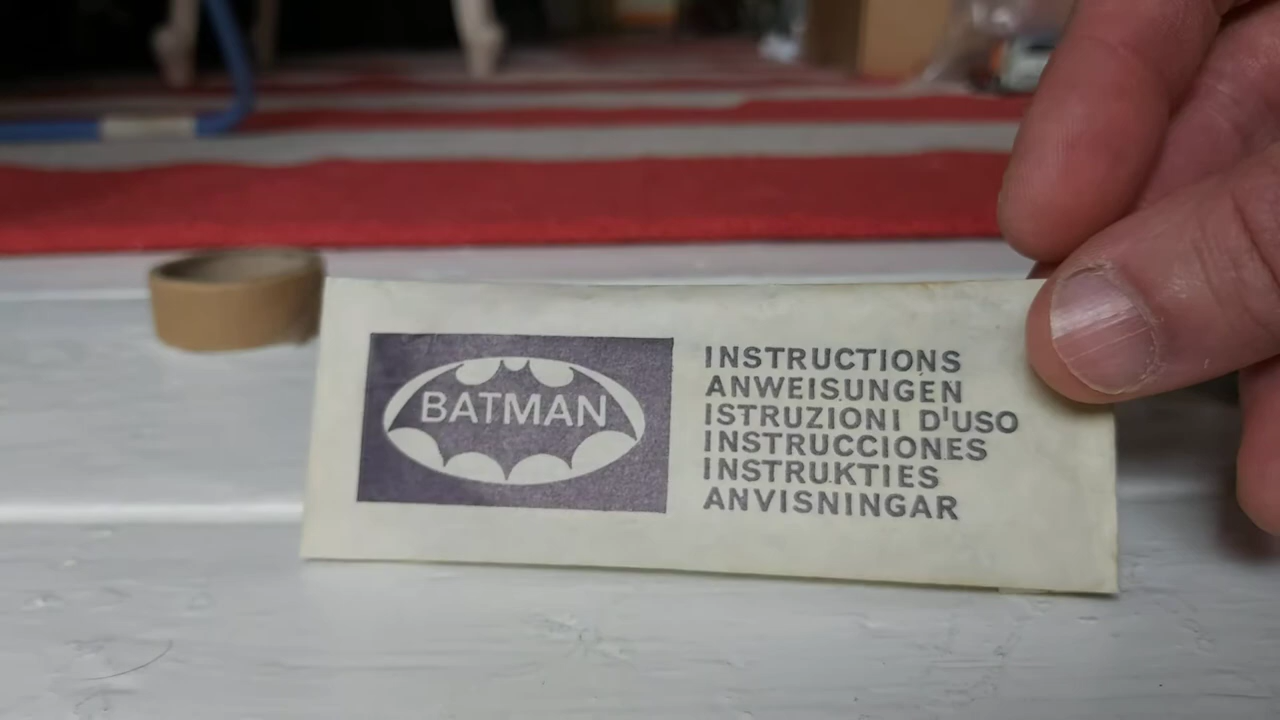 BATMAN
INSTRUCTIONS
ANWEISUNGEN
ISTRUZIONI D'USO
INSTRUCCIONES
INSTRUKTIES
ANVISNINGAR